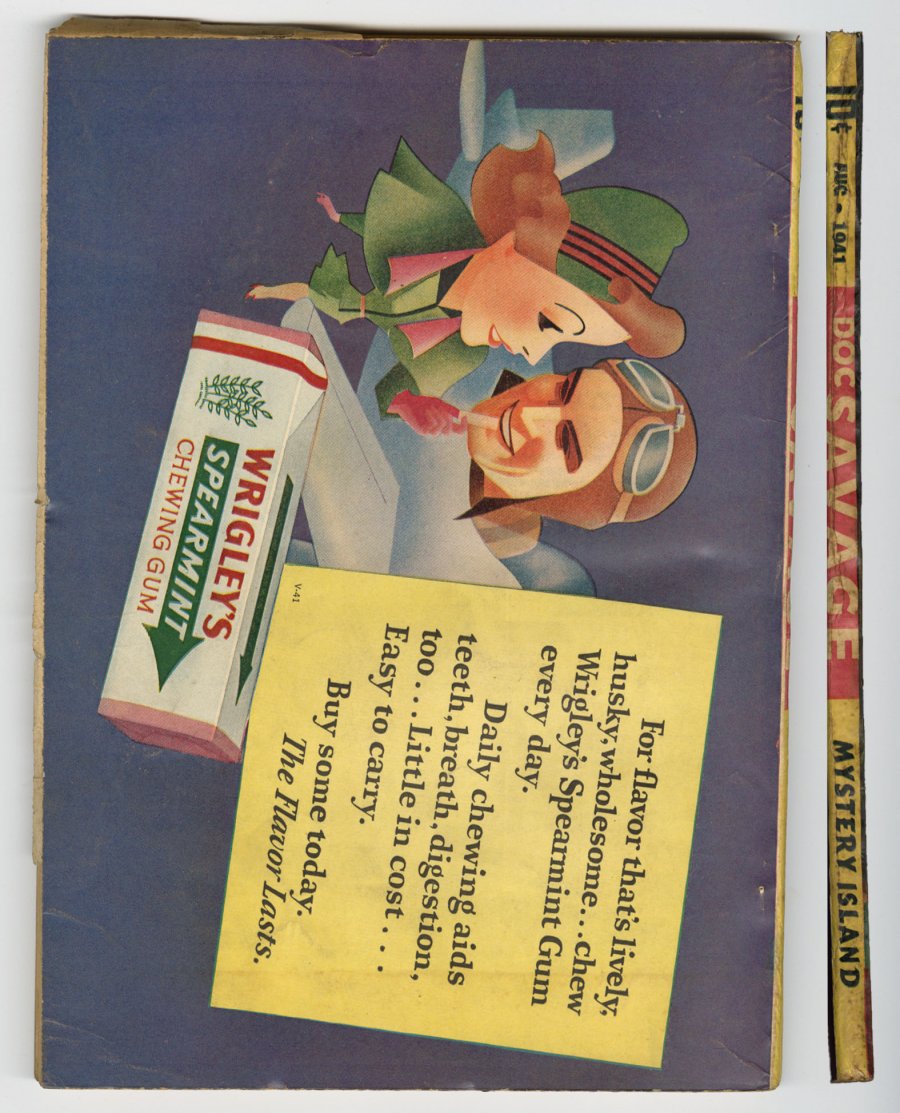 WRIGLEY'S
SPEARMINT
CHEWING GUM
For flavor that's lively,
husky, wholesome...chew
Wrigley's Spearmint Gum
every day.
Daily chewing aids
teeth, breath, digestion,
too...Little in cost...
Easy to carry.
Buy some today.
The Flavor Lasts.
V-41
10¢ AUG • 1941 DOC SAVAGE MYSTERY ISLAND